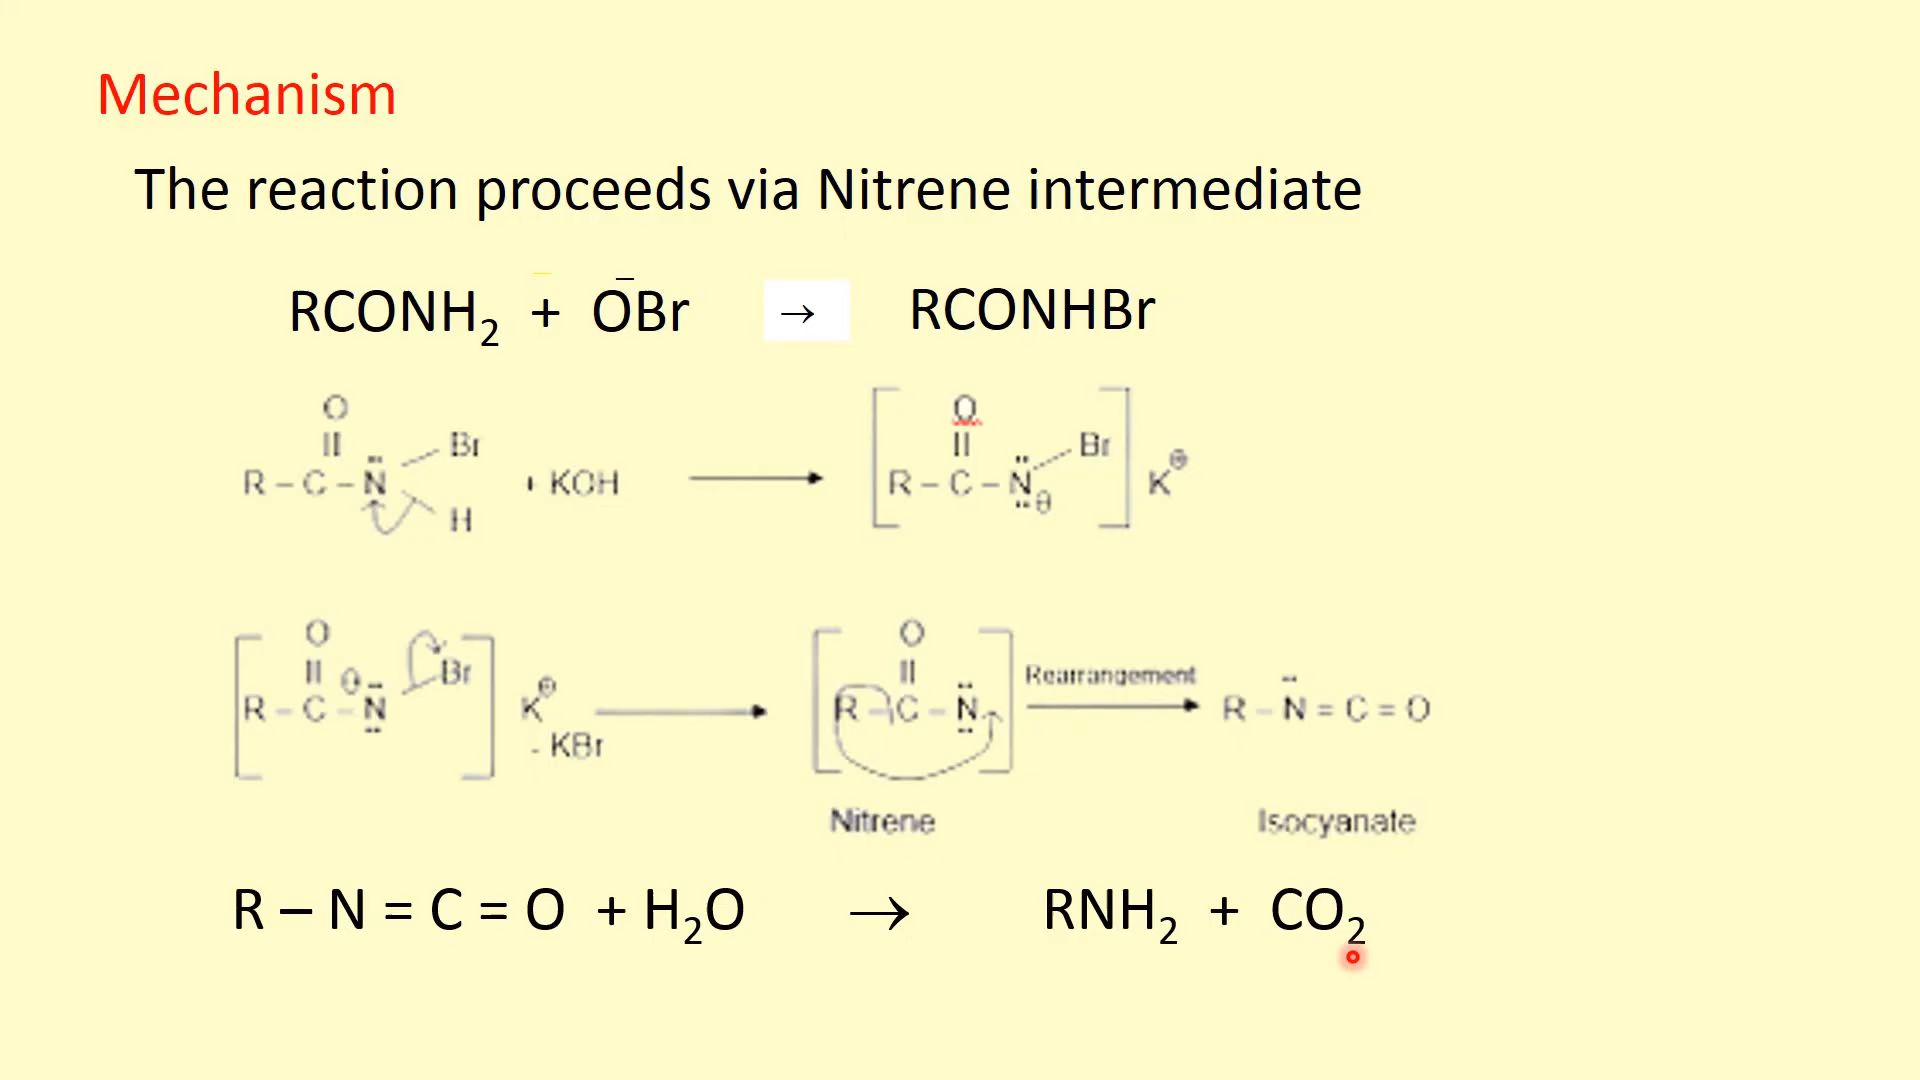 Mechanism
The reaction proceeds via Nitrene intermediate
RCONH₂ + ŌBr → RCONHBr
O
||
R – C – N̈
Br
H
+ KOH
O
||
R – C – N̈ θ
Br
K⊕
O
||
R – C – N̈ θ
Br
K⊕
- KBr
O
||
R – C – N̈
Rearrangement
R – N̈ = C = O
Nitrene
Isocyanate
R – N = C = O + H₂O → RNH₂ + CO₂